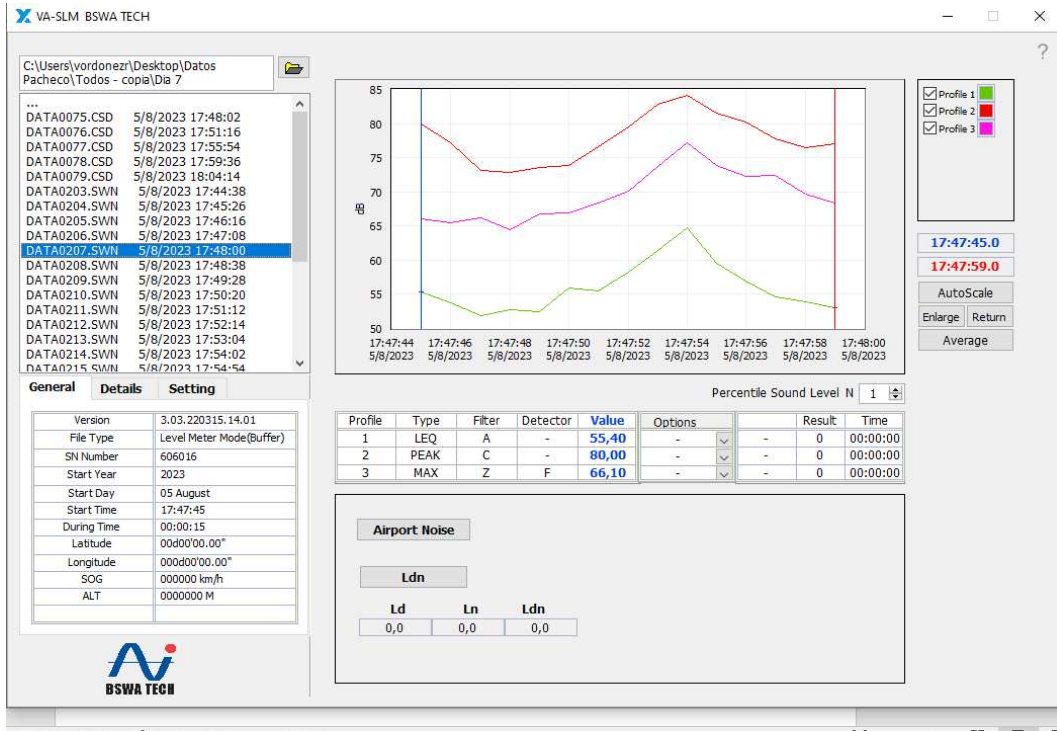 VA-SLM BSWA TECH
?
C:\Users\vordonezr\Desktop\Datos
Pacheco\Todos - copia\Dia 7
...
DATA0075.CSD 5/8/2023 17:48:02
DATA0076.CSD 5/8/2023 17:51:16
DATA0077.CSD 5/8/2023 17:55:54
DATA0078.CSD 5/8/2023 17:59:36
DATA0079.CSD 5/8/2023 18:04:14
DATA0203.SWN 5/8/2023 17:44:38
DATA0204.SWN 5/8/2023 17:45:26
DATA0205.SWN 5/8/2023 17:46:16
DATA0206.SWN 5/8/2023 17:47:08
DATA0207.SWN 5/8/2023 17:48:00
DATA0208.SWN 5/8/2023 17:48:38
DATA0209.SWN 5/8/2023 17:49:28
DATA0210.SWN 5/8/2023 17:50:20
DATA0211.SWN 5/8/2023 17:51:12
DATA0212.SWN 5/8/2023 17:52:14
DATA0213.SWN 5/8/2023 17:53:04
DATA0214.SWN 5/8/2023 17:54:02
DATA0215.SWN 5/8/2023 17:54:54
General Details Setting
Version 3.03.220315.14.01
File Type Level Meter Mode(Buffer)
SN Number 606016
Start Year 2023
Start Day 05 August
Start Time 17:47:45
During Time 00:00:15
Latitude 00d00'00.00"
Longitude 000d00'00.00"
SOG 000000 km/h
ALT 0000000 M
BSWA TECH
dB
85
80
75
70
65
60
55
50
17:47:44 17:47:46 17:47:48 17:47:50 17:47:52 17:47:54 17:47:56 17:47:58 17:48:00
5/8/2023 5/8/2023 5/8/2023 5/8/2023 5/8/2023 5/8/2023 5/8/2023 5/8/2023 5/8/2023
Profile 1
Profile 2
Profile 3
17:47:45.0
17:47:59.0
AutoScale
Enlarge Return
Average
Percentile Sound Level N 1
Profile Type Filter Detector Value Options Result Time
1 LEQ A - 55,40 - - 0 00:00:00
2 PEAK C - 80,00 - - 0 00:00:00
3 MAX Z F 66,10 - - 0 00:00:00
Airport Noise
Ldn
Ld Ln Ldn
0,0 0,0 0,0